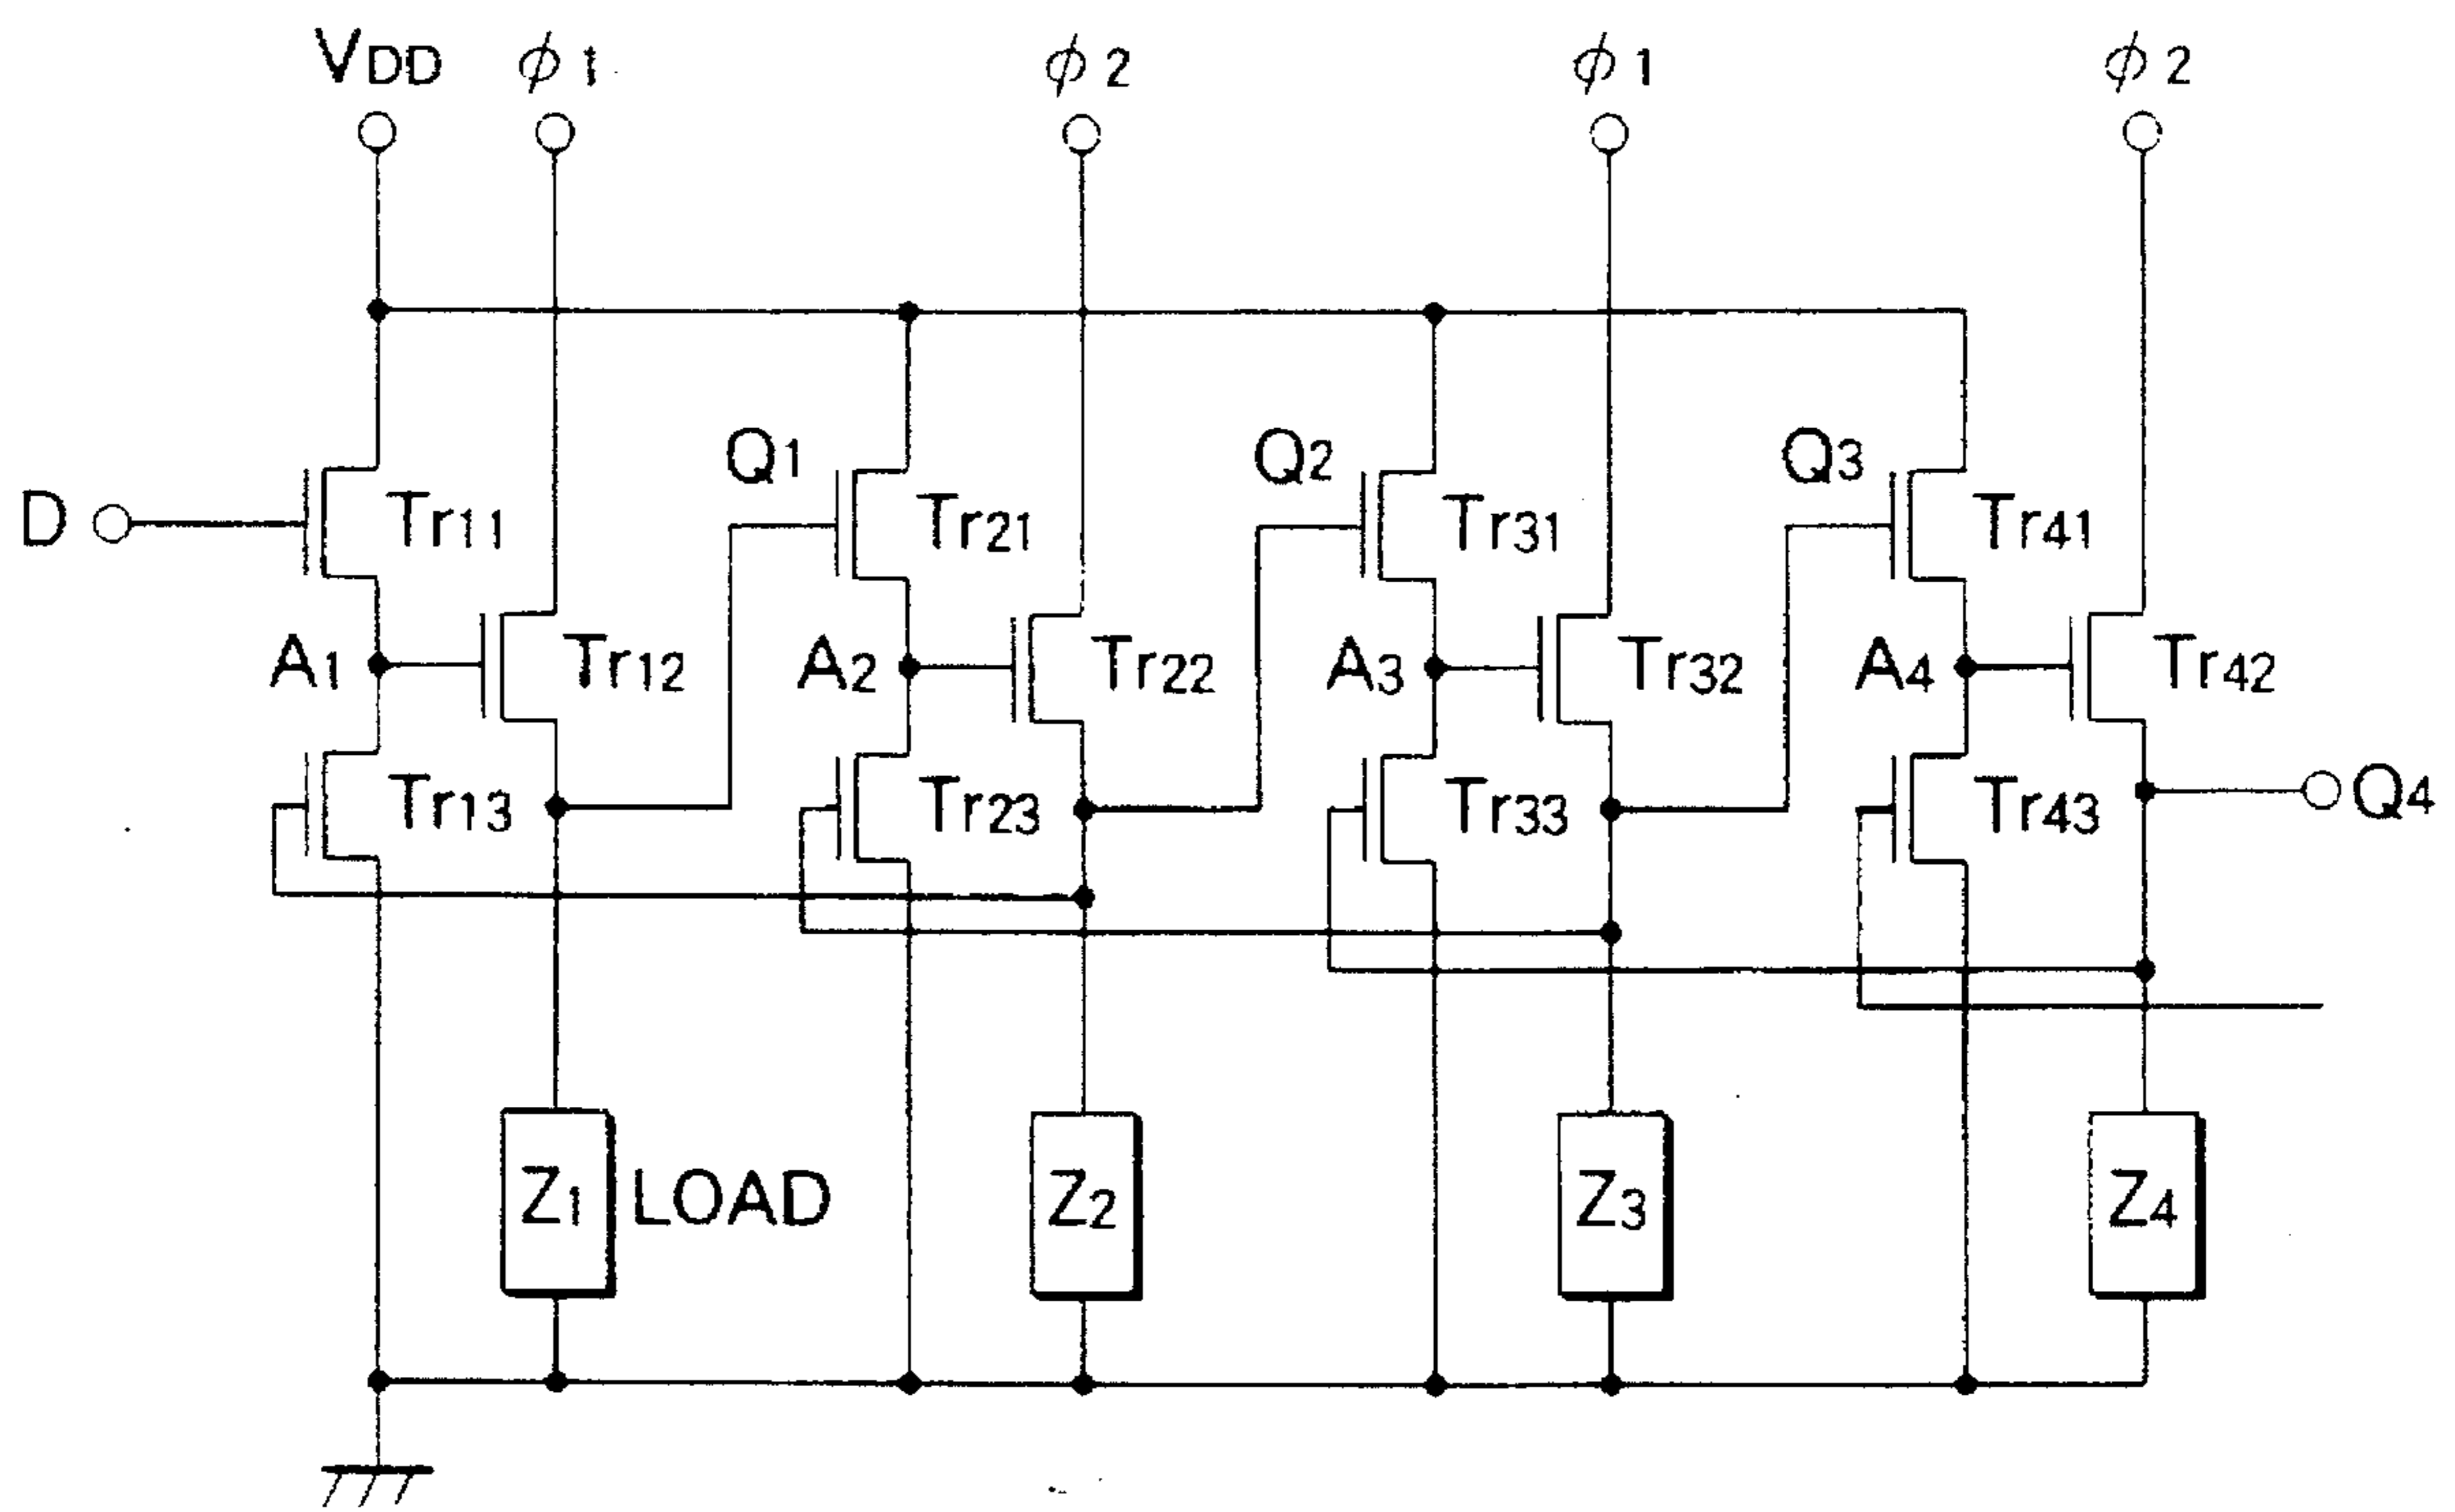 VDD φ1 φ2 φ1 φ2
Q1 Q2 Q3
D Tr11 Tr21 Tr31 Tr41
A1 Tr12 A2 Tr22 A3 Tr32 A4 Tr42
Tr13 Tr23 Tr33 Tr43 Q4
Z1 LOAD Z2 Z3 Z4